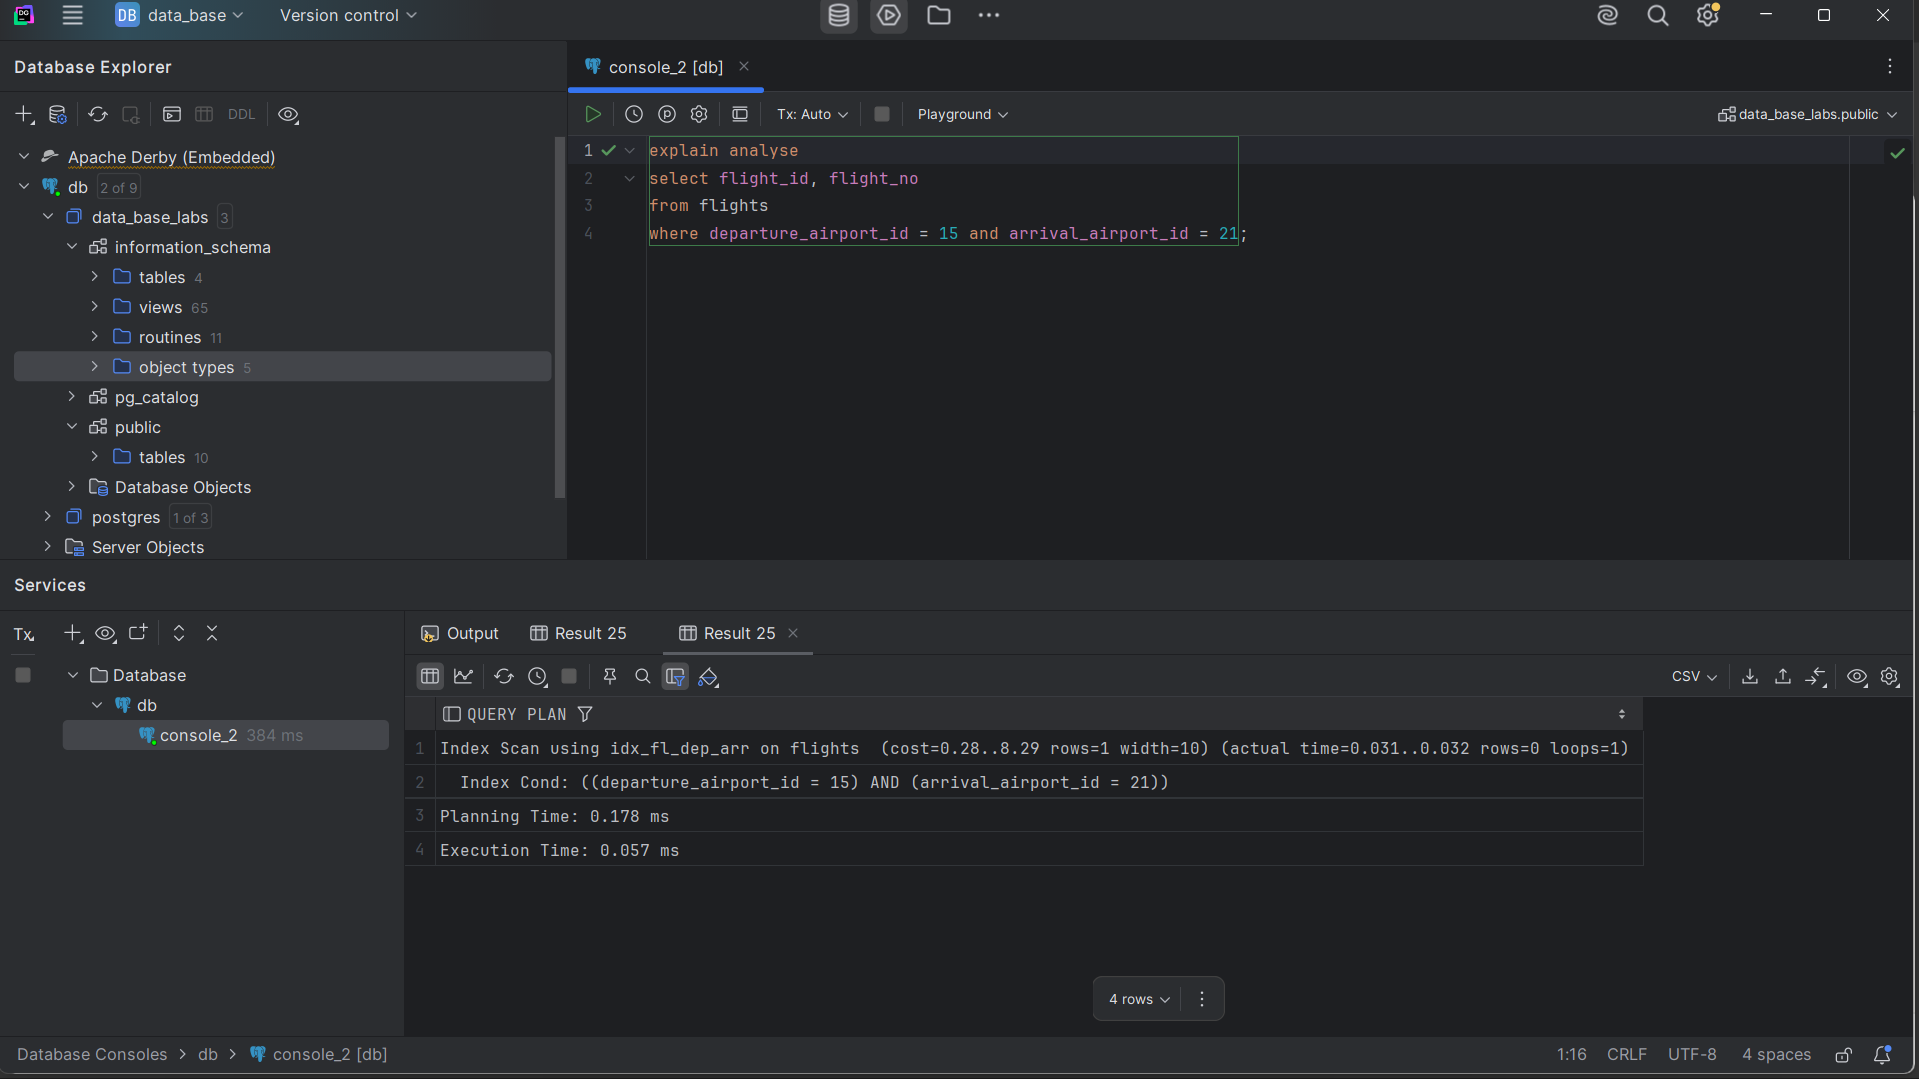 DB data_base Version control
Database Explorer
console_2 [db]
DDL
Tx: Auto Playground data_base_labs.public
Apache Derby (Embedded)
db 2 of 9
data_base_labs 3
information_schema
tables 4
views 65
routines 11
object types 5
pg_catalog
public
tables 10
Database Objects
postgres 1 of 3
Server Objects
1 explain analyse
2 select flight_id, flight_no
3 from flights
4 where departure_airport_id = 15 and arrival_airport_id = 21;
Services
Tx
Database
db
console_2 384 ms
Output Result 25 Result 25
CSV
QUERY PLAN
1 Index Scan using idx_fl_dep_arr on flights  (cost=0.28..8.29 rows=1 width=10) (actual time=0.031..0.032 rows=0 loops=1)
2   Index Cond: ((departure_airport_id = 15) AND (arrival_airport_id = 21))
3 Planning Time: 0.178 ms
4 Execution Time: 0.057 ms
4 rows
Database Consoles > db > console_2 [db]
1:16 CRLF UTF-8 4 spaces